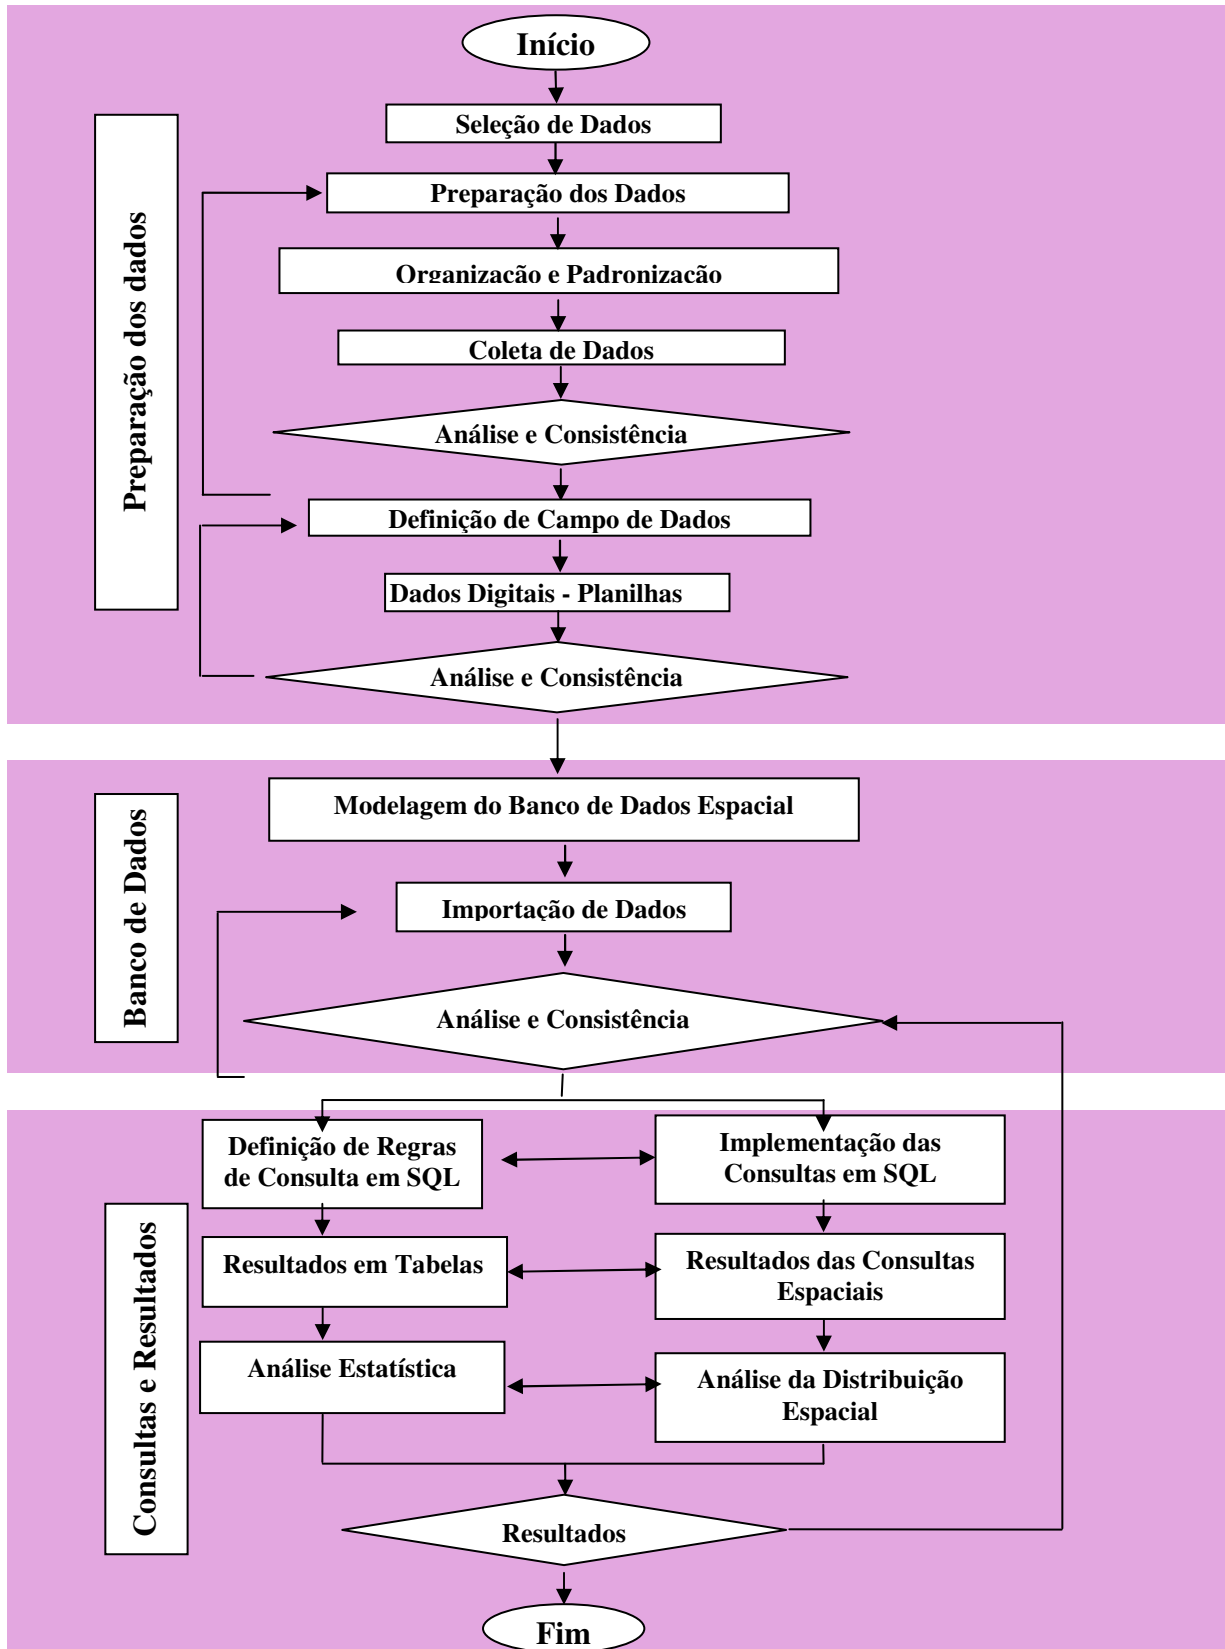 Início
Seleção de Dados
Preparação dos Dados
Organização e Padronização
Coleta de Dados
Análise e Consistência
Definição de Campo de Dados
Dados Digitais - Planilhas
Análise e Consistência
Preparação dos dados
Modelagem do Banco de Dados Espacial
Importação de Dados
Análise e Consistência
Banco de Dados
Definição de Regras
de Consulta em SQL
Implementação das
Consultas em SQL
Resultados em Tabelas
Resultados das Consultas
Espaciais
Análise Estatística
Análise da Distribuição
Espacial
Consultas e Resultados
Resultados
Fim